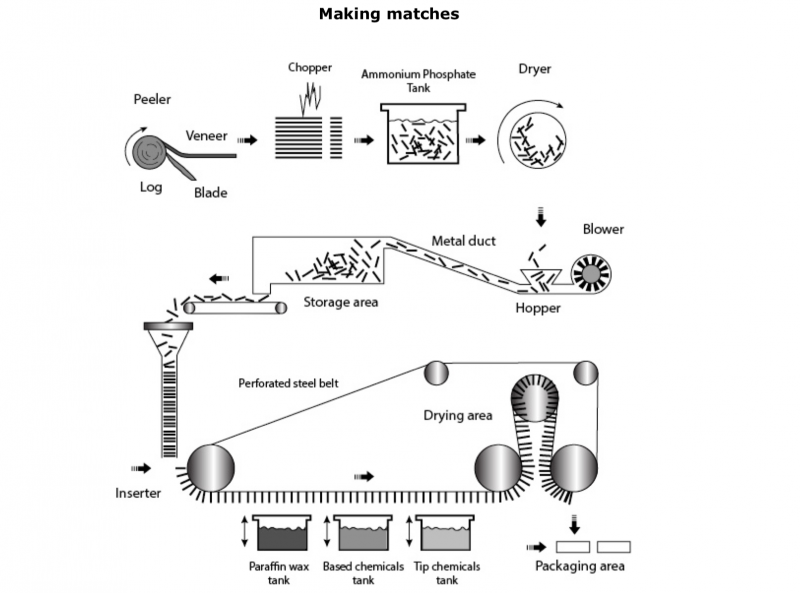 Making matches
Chopper
Ammonium Phosphate
Tank
Dryer
Peeler
Veneer
Log
Blade
Blower
Metal duct
Storage area
Hopper
Perforated steel belt
Drying area
Inserter
Paraffin wax
tank
Based chemicals
tank
Tip chemicals
tank
Packaging area